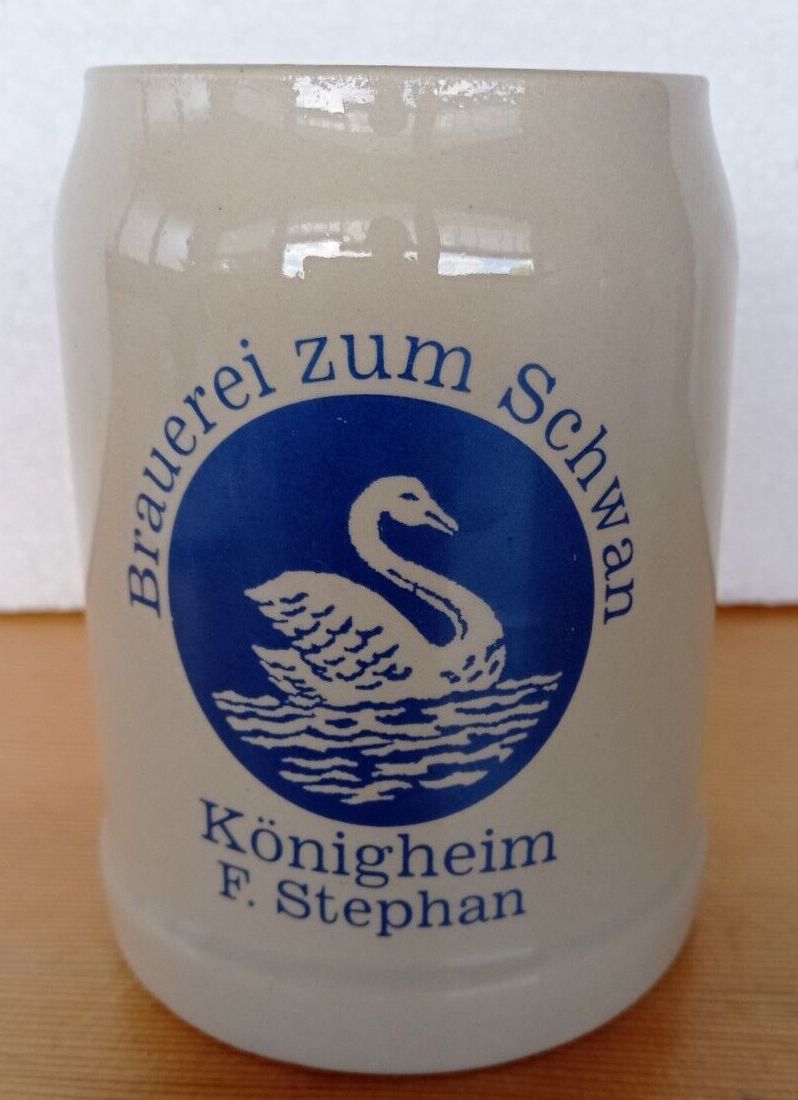 Brauerei zum Schwan
Königheim
F. Stephan